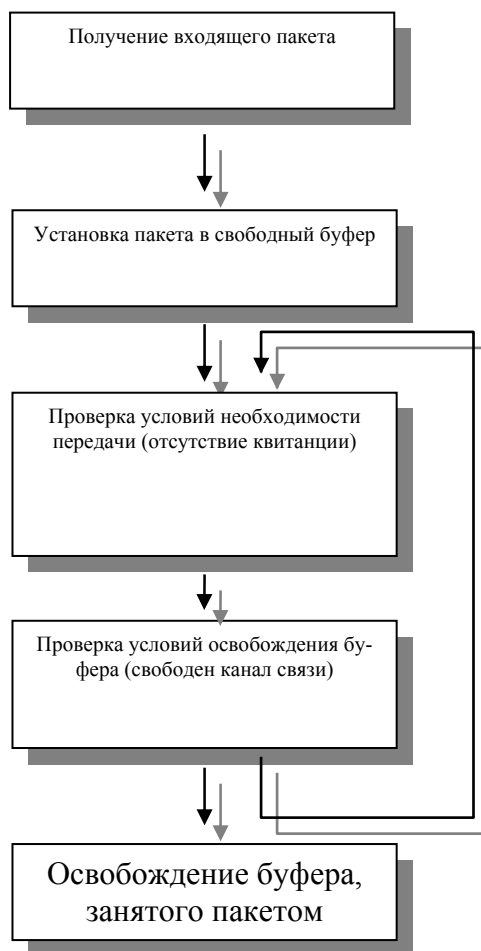 Получение входящего пакета
Установка пакета в свободный буфер
Проверка условий необходимости
передачи (отсутствие квитанции)
Проверка условий освобождения бу-
фера (свободен канал связи)
Освобождение буфера,
занятого пакетом